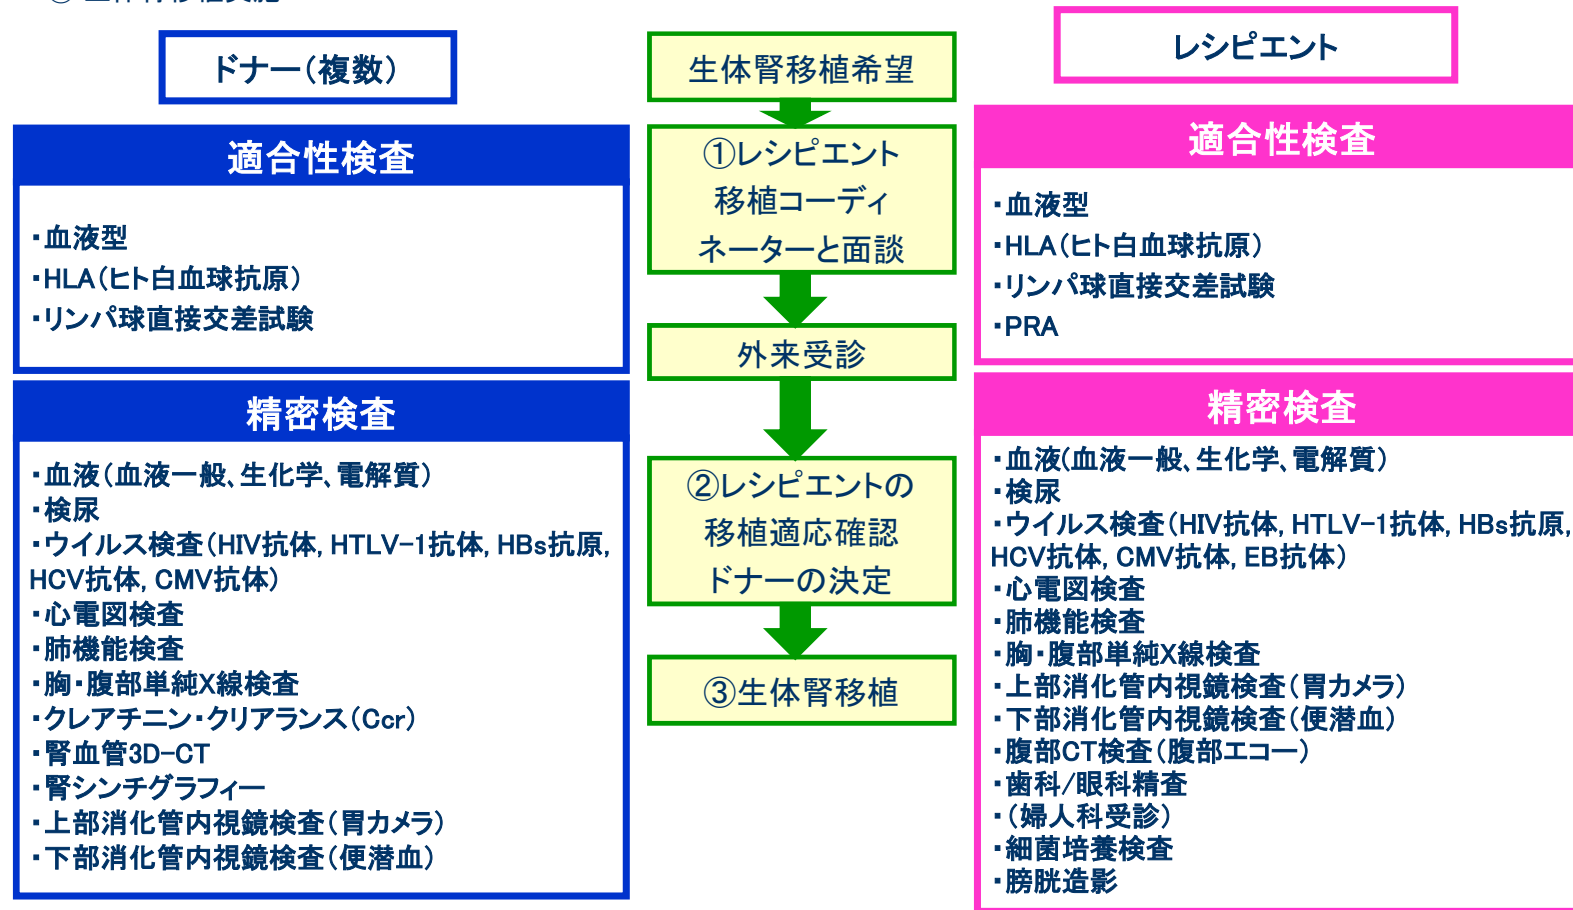 ドナー（複数）
適合性検査
・血液型
・HLA（ヒト白血球抗原）
・リンパ球直接交差試験
精密検査
・血液（血液一般、生化学、電解質）
・検尿
・ウイルス検査（HIV抗体, HTLV-1抗体, HBs抗原,
HCV抗体, CMV抗体）
・心電図検査
・肺機能検査
・胸・腹部単純X線検査
・クレアチニン・クリアランス（Ccr）
・腎血管3D-CT
・腎シンチグラフィー
・上部消化管内視鏡検査（胃カメラ）
・下部消化管内視鏡検査（便潜血）
生体腎移植希望
①レシピエント
移植コーディ
ネーターと面談
外来受診
②レシピエントの
移植適応確認
ドナーの決定
③生体腎移植
レシピエント
適合性検査
・血液型
・HLA（ヒト白血球抗原）
・リンパ球直接交差試験
・PRA
精密検査
・血液(血液一般、生化学、電解質）
・検尿
・ウイルス検査（HIV抗体, HTLV-1抗体, HBs抗原,
HCV抗体, CMV抗体, EB抗体）
・心電図検査
・肺機能検査
・胸・腹部単純X線検査
・上部消化管内視鏡検査（胃カメラ）
・下部消化管内視鏡検査（便潜血）
・腹部CT検査（腹部エコー）
・歯科/眼科精査
・（婦人科受診）
・細菌培養検査
・膀胱造影